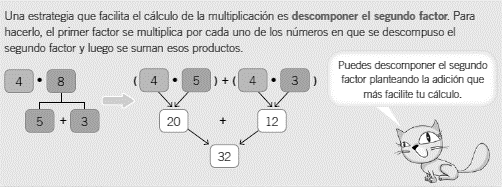 Una estrategia que facilita el cálculo de la multiplicación es descomponer el segundo factor. Para
hacerlo, el primer factor se multiplica por cada uno de los números en que se descompuso el
segundo factor y luego se suman esos productos.
Puedes descomponer el segundo
factor planteando la adición que
más facilite tu cálculo.
4 • 8
( 4 • 5 ) + ( 4 • 3 )
5 + 3
20 + 12
32